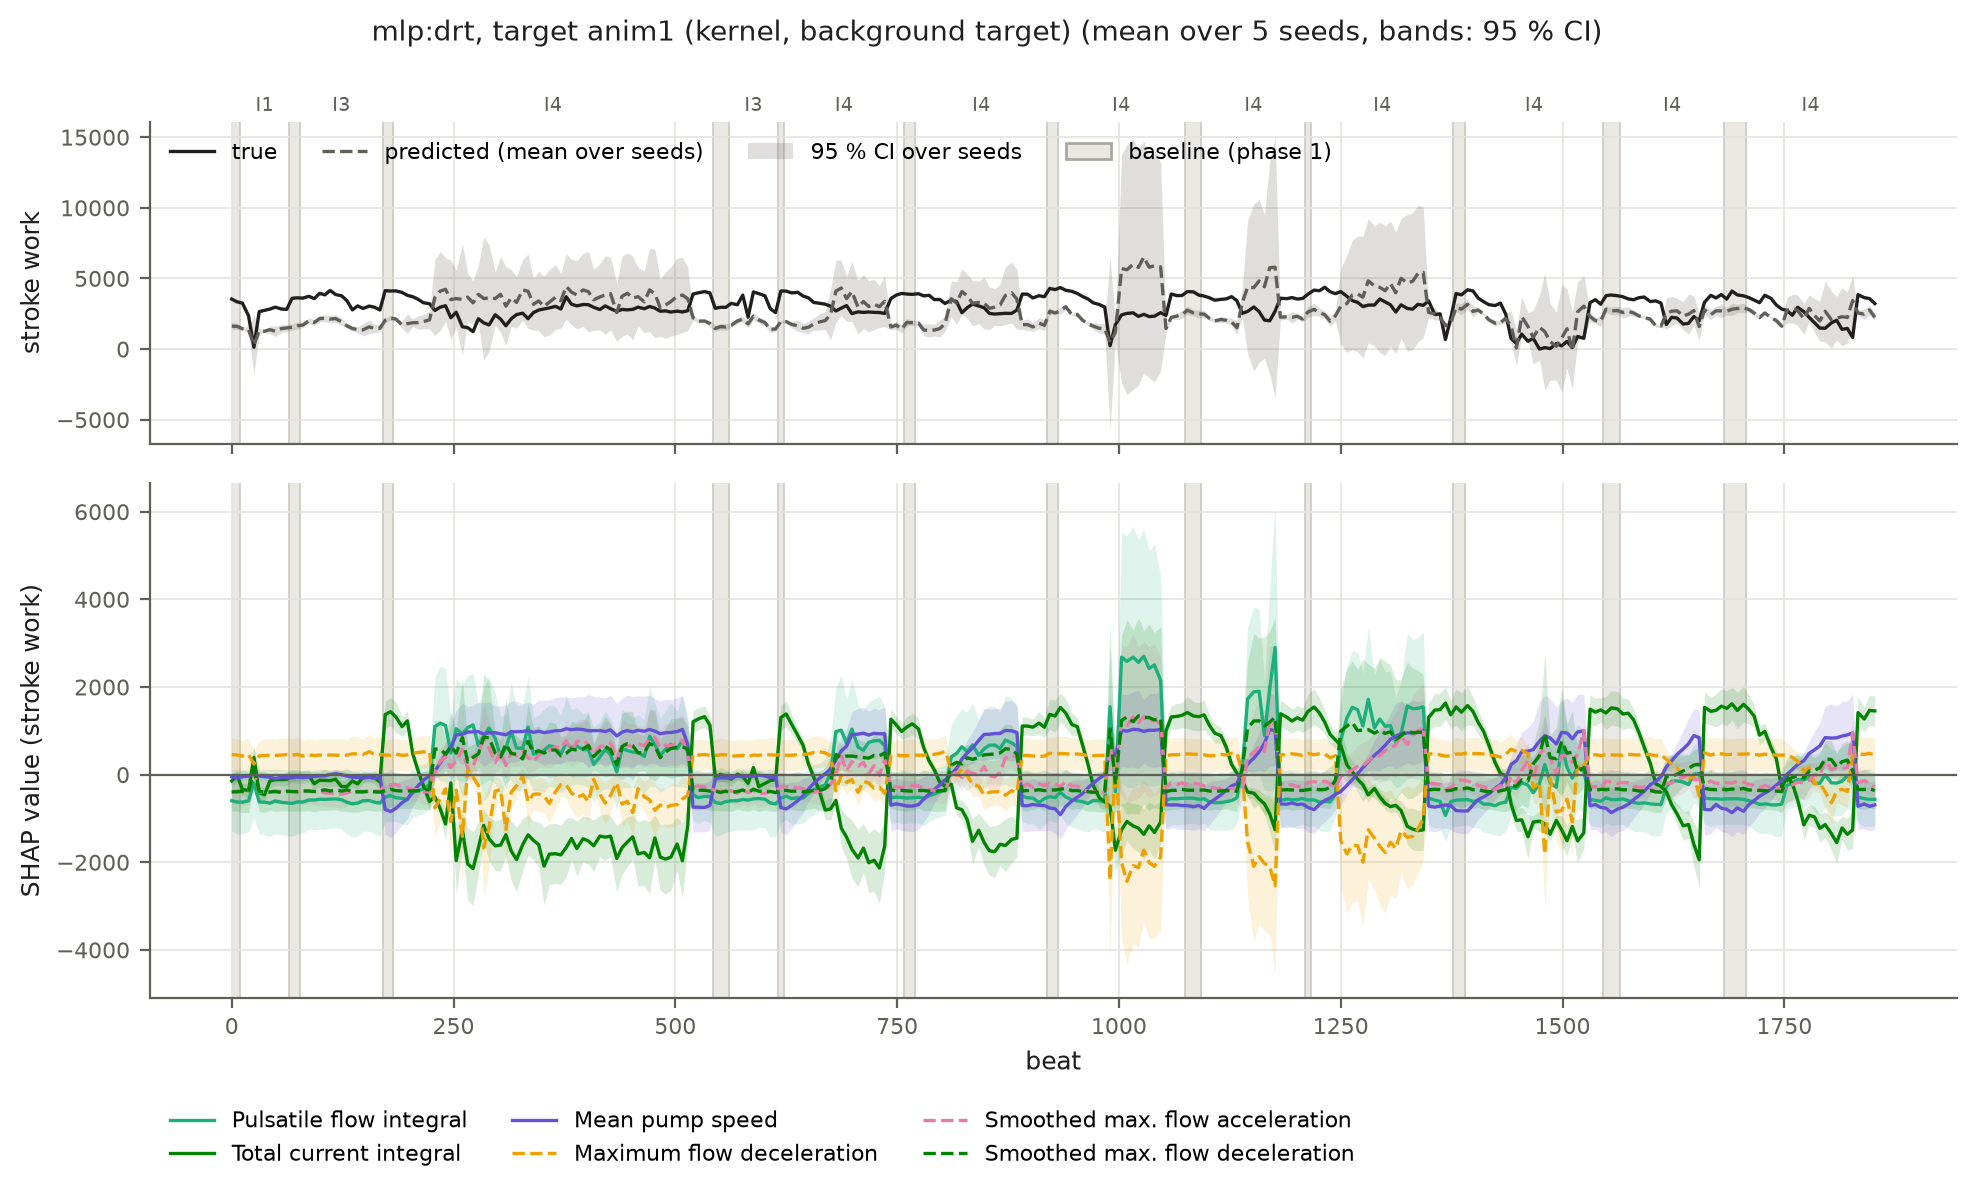 mlp:drt, target anim1 (kernel, background target) (mean over 5 seeds, bands: 95 % CI)
I1 I3 I4 I3 I4 I4 I4 I4 I4 I4 I4 I4
stroke work
15000
10000
5000
0
−5000
true predicted (mean over seeds) 95 % CI over seeds baseline (phase 1)
SHAP value (stroke work)
6000
4000
2000
0
−2000
−4000
0 250 500 750 1000 1250 1500 1750
beat
Pulsatile flow integral Mean pump speed Smoothed max. flow acceleration
Total current integral Maximum flow deceleration Smoothed max. flow deceleration